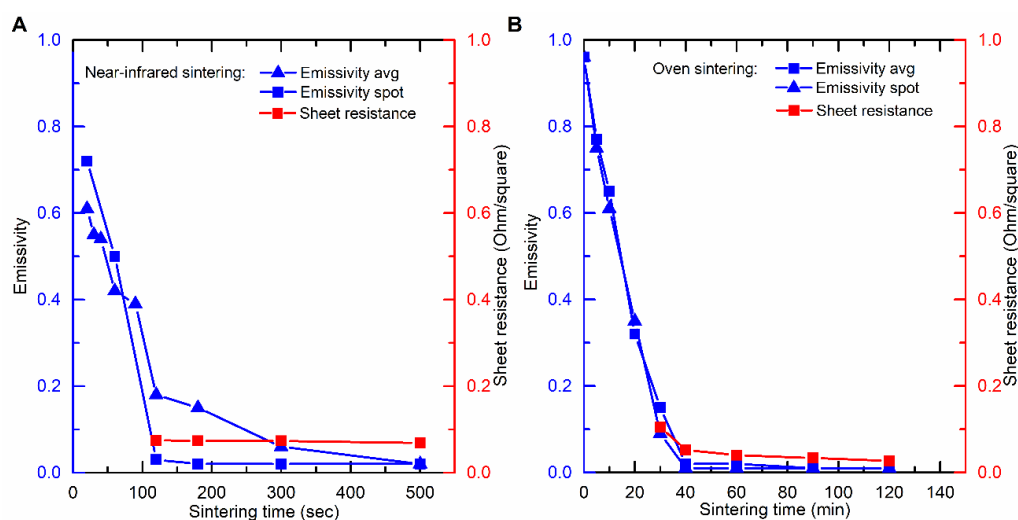 A
Near-infrared sintering:
Emissivity avg
Emissivity spot
Sheet resistance
1.0
0.8
0.6
0.4
0.2
0.0
Emissivity
1.0
0.8
0.6
0.4
0.2
0.0
Sheet resistance (Ohm/square)
0 100 200 300 400 500
Sintering time (sec)
B
Oven sintering:
Emissivity avg
Emissivity spot
Sheet resistance
1.0
0.8
0.6
0.4
0.2
0.0
Emissivity
1.0
0.8
0.6
0.4
0.2
0.0
Sheet resistance (Ohm/square)
0 20 40 60 80 100 120 140
Sintering time (min)